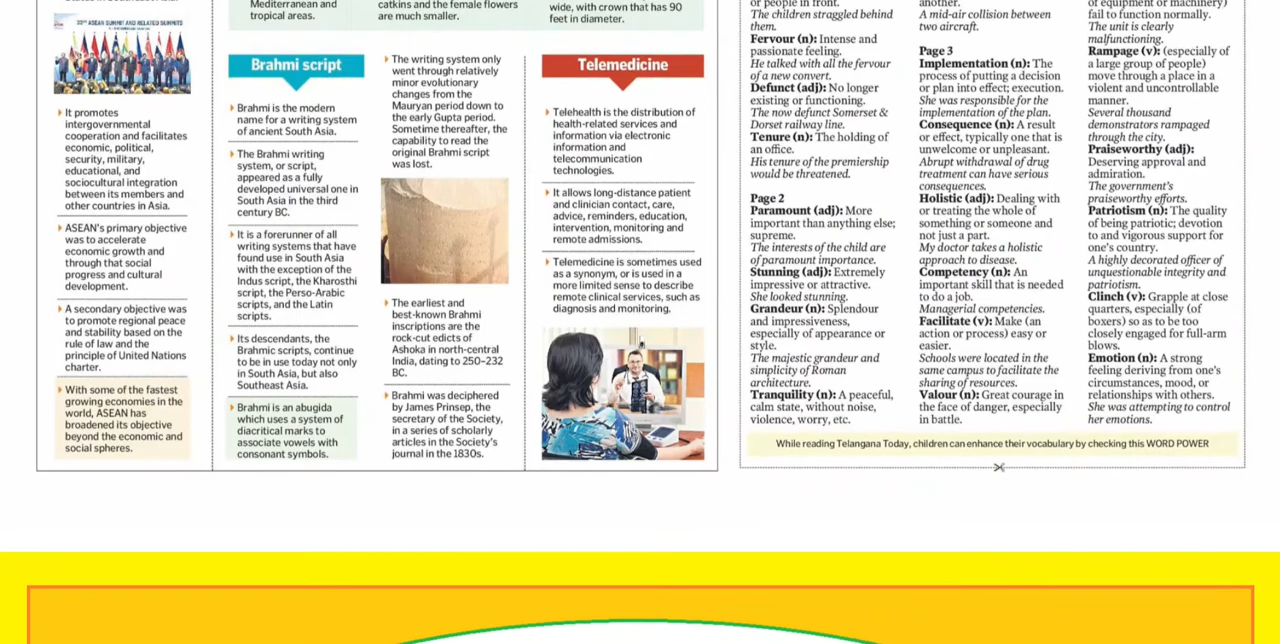 22ND ASEAN SUMMIT AND RELATED SUMMITS
It promotes
intergovernmental
cooperation and facilitates
economic, political,
security, military,
educational, and
sociocultural integration
between its members and
other countries in Asia.
ASEAN's primary objective
was to accelerate
economic growth and
through that social
progress and cultural
development.
A secondary objective was
to promote regional peace
and stability based on the
rule of law and the
principle of United Nations
charter.
With some of the fastest
growing economies in the
world, ASEAN has
broadened its objective
beyond the economic and
social spheres.
Mediterranean and
tropical areas.
catkins and the female flowers
are much smaller.
wide, with crown that has 90
feet in diameter.
Brahmi script
Brahmi is the modern
name for a writing system
of ancient South Asia.
The Brahmi writing
system, or script,
appeared as a fully
developed universal one in
South Asia in the third
century BC.
It is a forerunner of all
writing systems that have
found use in South Asia
with the exception of the
Indus script, the Kharosthi
script, the Perso-Arabic
scripts, and the Latin
scripts.
Its descendants, the
Brahmic scripts, continue
to be in use today not only
in South Asia, but also
Southeast Asia.
Brahmi is an abugida
which uses a system of
diacritical marks to
associate vowels with
consonant symbols.
The writing system only
went through relatively
minor evolutionary
changes from the
Mauryan period down to
the early Gupta period.
Sometime thereafter, the
capability to read the
original Brahmi script
was lost.
The earliest and
best-known Brahmi
inscriptions are the
rock-cut edicts of
Ashoka in north-central
India, dating to 250–232
BC.
Brahmi was deciphered
by James Prinsep, the
secretary of the Society,
in a series of scholarly
articles in the Society's
journal in the 1830s.
Telemedicine
Telehealth is the distribution of
health-related services and
information via electronic
information and
telecommunication
technologies.
It allows long-distance patient
and clinician contact, care,
advice, reminders, education,
intervention, monitoring and
remote admissions.
Telemedicine is sometimes used
as a synonym, or is used in a
more limited sense to describe
remote clinical services, such as
diagnosis and monitoring.
or people in front.
The children straggled behind
them.
Fervour (n): Intense and
passionate feeling.
He talked with all the fervour
of a new convert.
Defunct (adj): No longer
existing or functioning.
The now defunct Somerset &
Dorset railway line.
Tenure (n): The holding of
an office.
His tenure of the premiership
would be threatened.
Page 2
Paramount (adj): More
important than anything else;
supreme.
The interests of the child are
of paramount importance.
Stunning (adj): Extremely
impressive or attractive.
She looked stunning.
Grandeur (n): Splendour
and impressiveness,
especially of appearance or
style.
The majestic grandeur and
simplicity of Roman
architecture.
Tranquility (n): A peaceful,
calm state, without noise,
violence, worry, etc.
another.
A mid-air collision between
two aircraft.
Page 3
Implementation (n): The
process of putting a decision
or plan into effect; execution.
She was responsible for the
implementation of the plan.
Consequence (n): A result
or effect, typically one that is
unwelcome or unpleasant.
Abrupt withdrawal of drug
treatment can have serious
consequences.
Holistic (adj): Dealing with
or treating the whole of
something or someone and
not just a part.
My doctor takes a holistic
approach to disease.
Competency (n): An
important skill that is needed
to do a job.
Managerial competencies.
Facilitate (v): Make (an
action or process) easy or
easier.
Schools were located in the
same campus to facilitate the
sharing of resources.
Valour (n): Great courage in
the face of danger, especially
in battle.
of equipment or machinery)
fail to function normally.
The unit is clearly
malfunctioning.
Rampage (v): (especially of
a large group of people)
move through a place in a
violent and uncontrollable
manner.
Several thousand
demonstrators rampaged
through the city.
Praiseworthy (adj):
Deserving approval and
admiration.
The government's
praiseworthy efforts.
Patriotism (n): The quality
of being patriotic; devotion
to and vigorous support for
one's country.
A highly decorated officer of
unquestionable integrity and
patriotism.
Clinch (v): Grapple at close
quarters, especially (of
boxers) so as to be too
closely engaged for full-arm
blows.
Emotion (n): A strong
feeling deriving from one's
circumstances, mood, or
relationships with others.
She was attempting to control
her emotions.
While reading Telangana Today, children can enhance their vocabulary by checking this WORD POWER